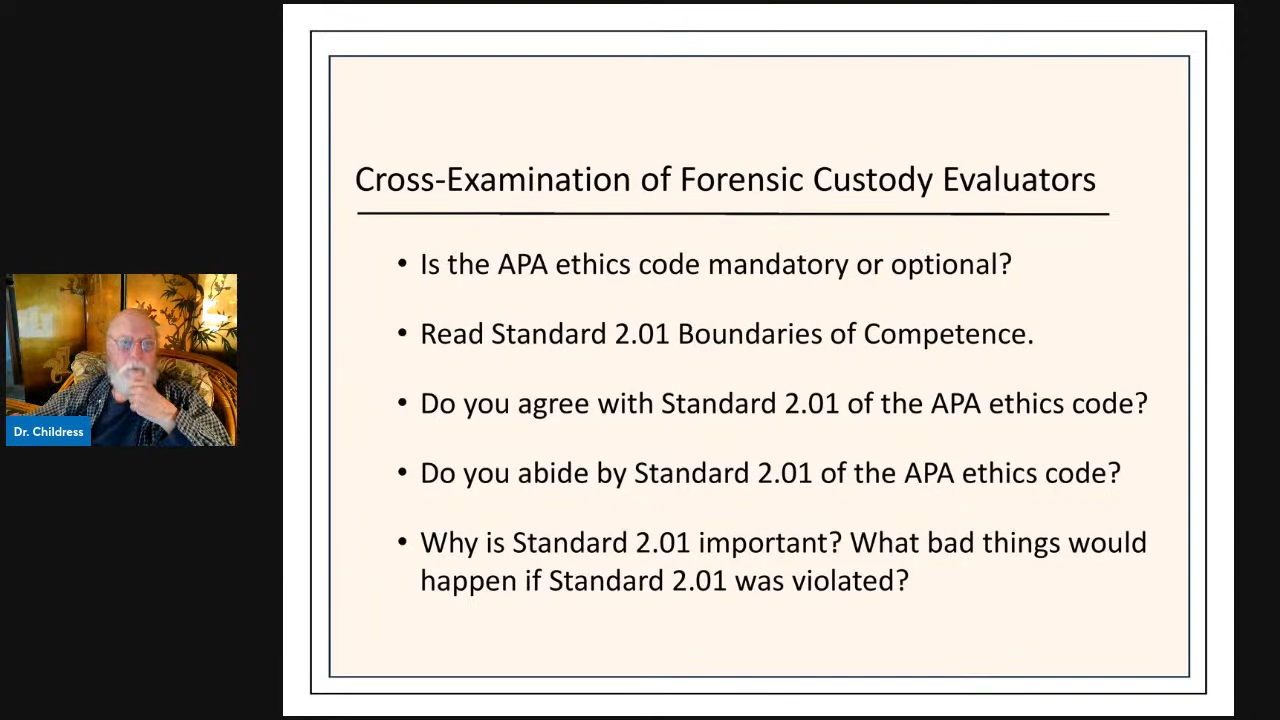 Cross-Examination of Forensic Custody Evaluators
• Is the APA ethics code mandatory or optional?
• Read Standard 2.01 Boundaries of Competence.
• Do you agree with Standard 2.01 of the APA ethics code?
• Do you abide by Standard 2.01 of the APA ethics code?
• Why is Standard 2.01 important? What bad things would
happen if Standard 2.01 was violated?
Dr. Childress